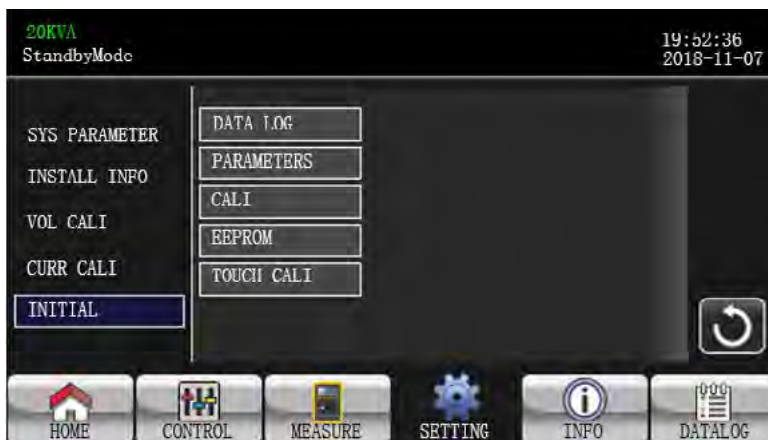 20KVA
StandbyMode
19:52:36
2018-11-07
SYS PARAMETER
INSTALL INFO
VOL CALI
CURR CALI
INITIAL
DATA LOG
PARAMETERS
CALI
EEPROM
TOUCH CALI
HOME
CONTROL
MEASURE
SETTING
INFO
DATALOG